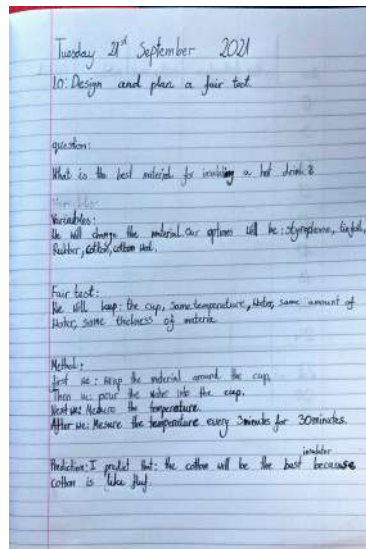 Tuesday 21st September 2021
LO: Design and plan a fair test.
question:
What is the best material for insulating a hot drink?
Variables:
We will change the material. Our options will be: styrophome, tinfoil,
Rubber, cotton, cotton wool.
Fair test:
We will keep: the cup, same temperature, Water, same amount of
Water, same thickness of materia
Method:
first we: wrap the material around the cup.
Then we: pour the water into the cup.
Next we: Mesure the temperature.
After we: Mesure the temperature every 3minutes for 30minutes.
insulator
Prediction: I predict that: the cotton will be the best because
cotton is like fluf.